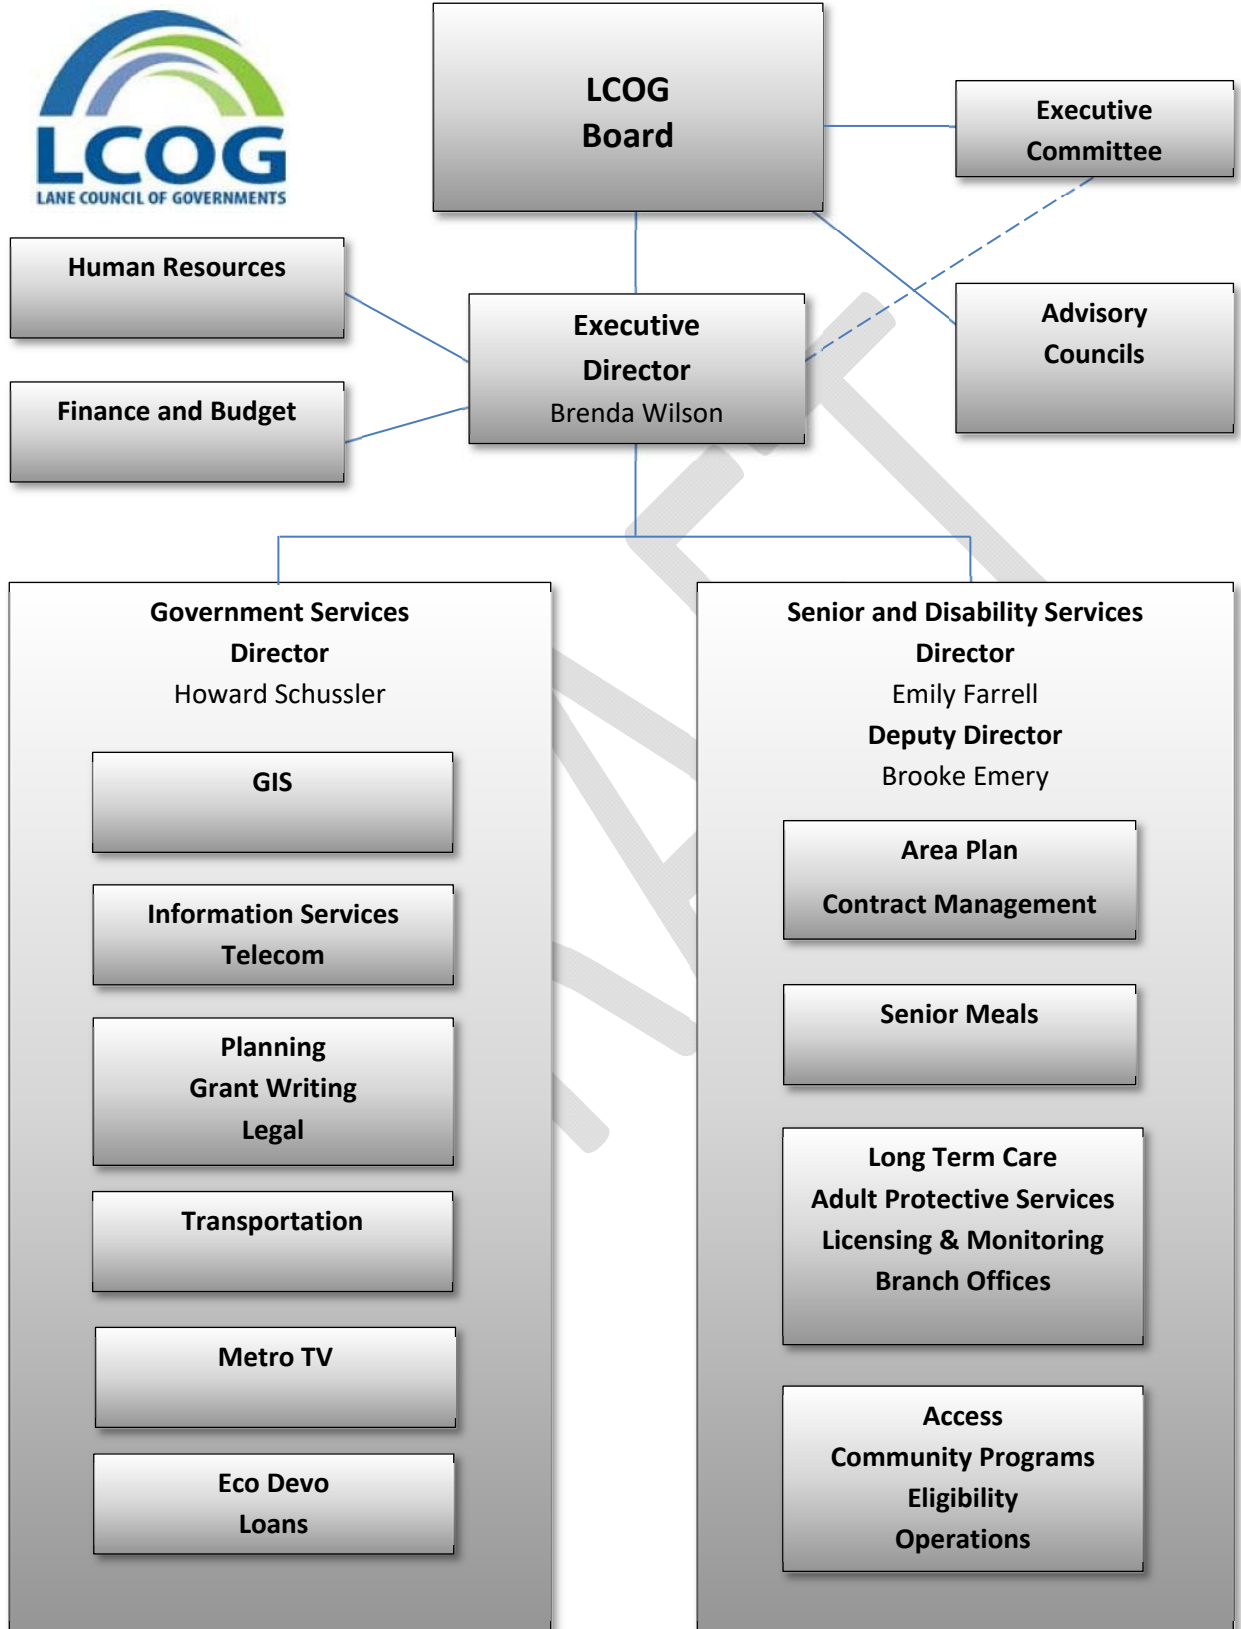 LCOG
LANE COUNCIL OF GOVERNMENTS
LCOG
Board
Executive
Committee
Human Resources
Executive
Director
Brenda Wilson
Advisory
Councils
Finance and Budget
Government Services
Director
Howard Schussler
GIS
Information Services
Telecom
Planning
Grant Writing
Legal
Transportation
Metro TV
Eco Devo
Loans
Senior and Disability Services
Director
Emily Farrell
Deputy Director
Brooke Emery
Area Plan
Contract Management
Senior Meals
Long Term Care
Adult Protective Services
Licensing & Monitoring
Branch Offices
Access
Community Programs
Eligibility
Operations